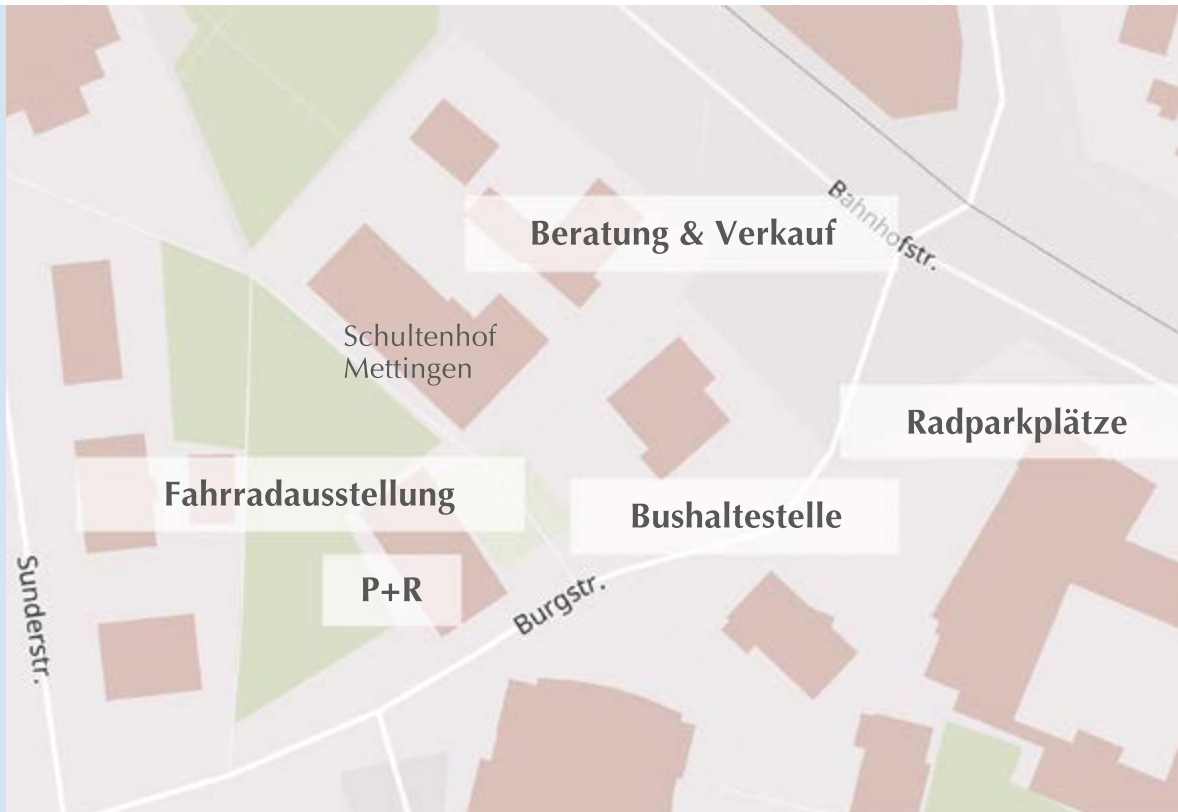 Bahnhofstr.
Beratung & Verkauf
Schultenhof
Mettingen
Radparkplätze
Fahrradausstellung
Bushaltestelle
P+R
Burgstr.
Sunderstr.